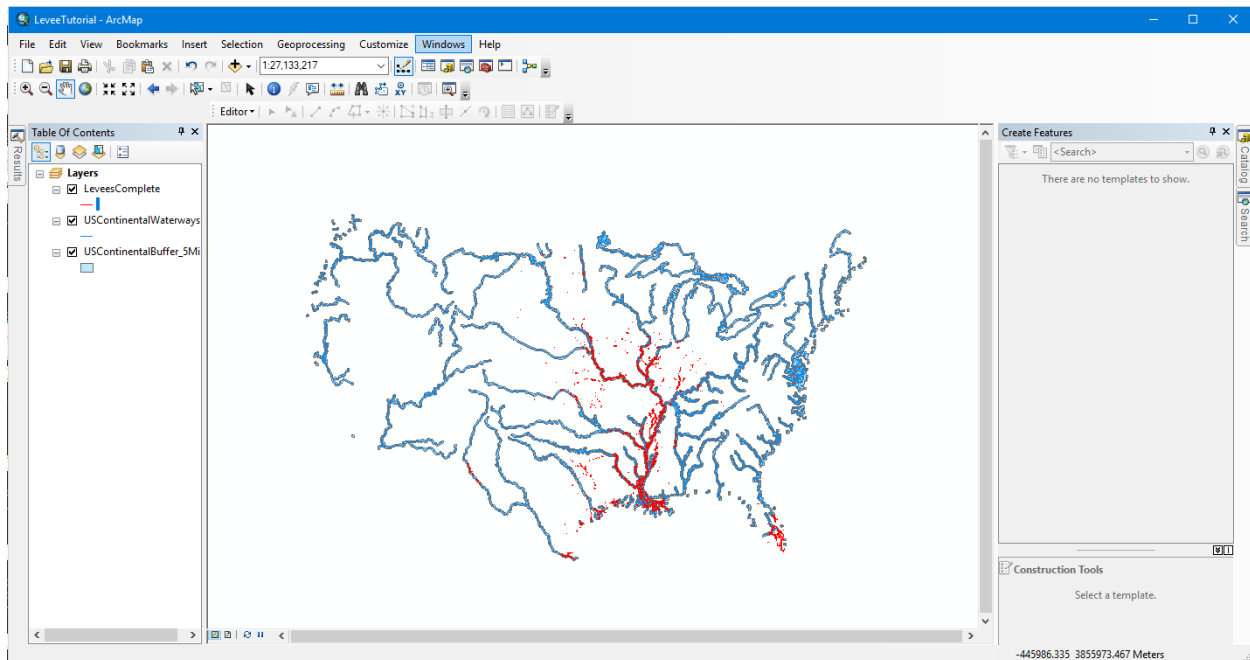 LeveeTutorial - ArcMap
File Edit View Bookmarks Insert Selection Geoprocessing Customize Windows Help
1:27,133,217
Editor
Table Of Contents
Create Features
Results
Layers
LeveesComplete
USContinentalWaterways
USContinentalBuffer_5Mi
<Search>
There are no templates to show.
Catalog
Search
Construction Tools
Select a template.
-445986.335 3855973.467 Meters